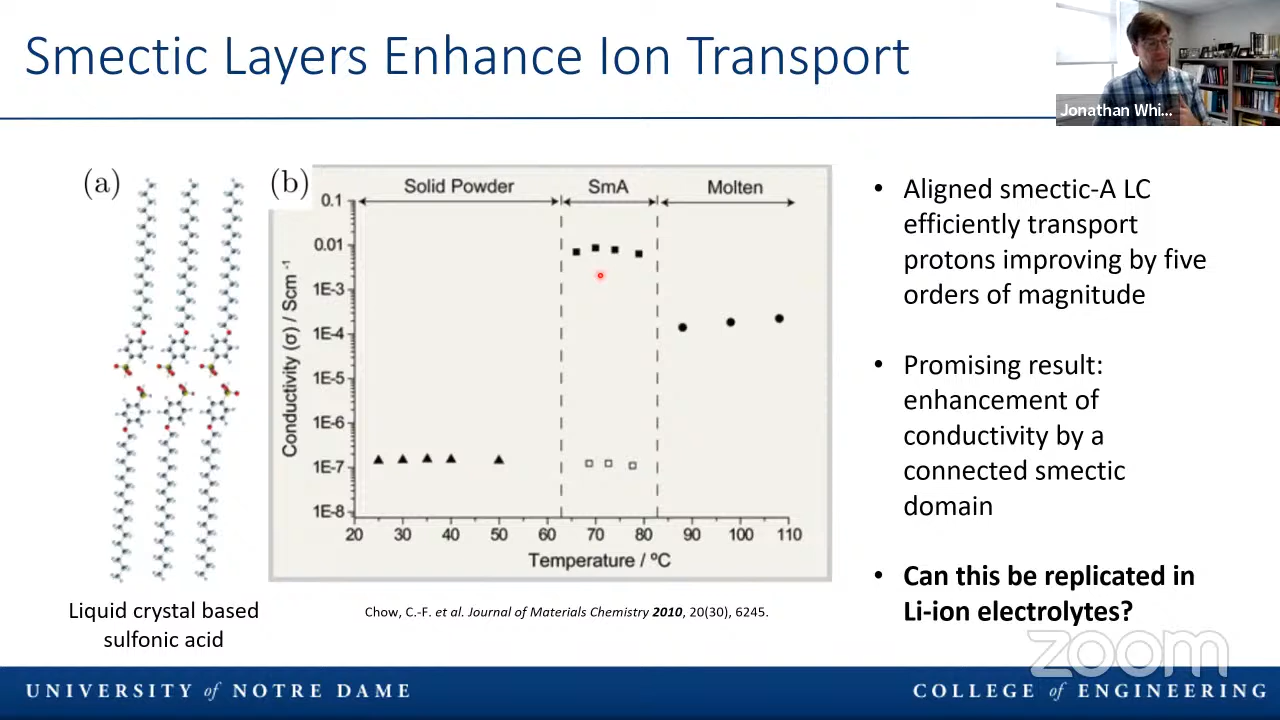 Smectic Layers Enhance Ion Transport
Jonathan Whi...
(a)
(b)
Solid Powder
SmA
Molten
0.1
0.01
1E-3
1E-4
1E-5
1E-6
1E-7
1E-8
Conductivity (σ) / Scm⁻¹
20 30 40 50 60 70 80 90 100 110
Temperature / ºC
Liquid crystal based
sulfonic acid
Chow, C.-F. et al. Journal of Materials Chemistry 2010, 20(30), 6245.
• Aligned smectic-A LC
efficiently transport
protons improving by five
orders of magnitude
• Promising result:
enhancement of
conductivity by a
connected smectic
domain
• Can this be replicated in
Li-ion electrolytes?
zoom
UNIVERSITY of NOTRE DAME
COLLEGE of ENGINEERING